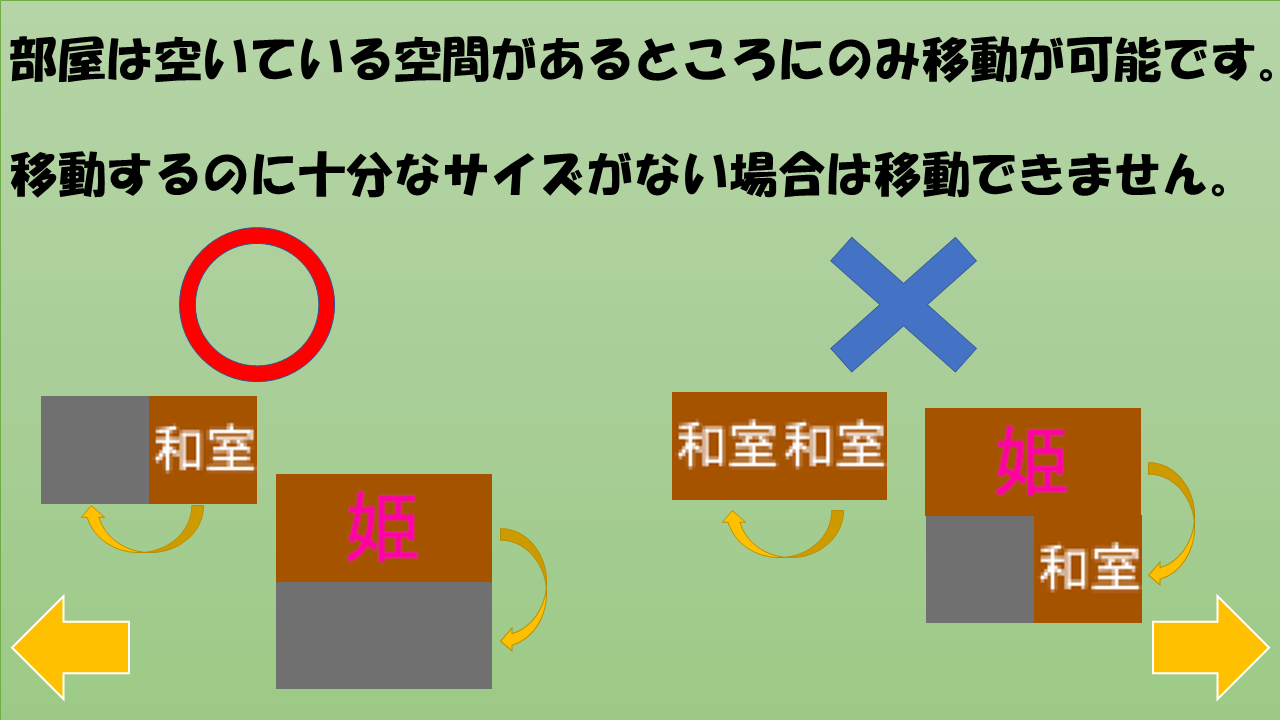 部屋は空いている空間があるところにのみ移動が可能です。
移動するのに十分なサイズがない場合は移動できません。
和室
姫
和室和室
姫
和室